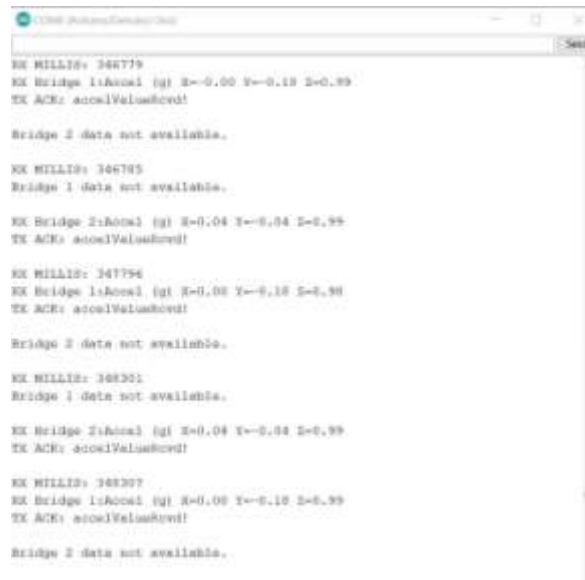 RX MILLIS: 346779
RX Bridge 1:Accel (g) X=-0.00 Y=-0.18 Z=0.99
TX ACK: accelValueRcvd!
Bridge 2 data not available.
RX MILLIS: 346785
Bridge 1 data not available.
RX Bridge 2:Accel (g) X=0.04 Y=-0.04 Z=0.99
TX ACK: accelValueRcvd!
RX MILLIS: 347796
RX Bridge 1:Accel (g) X=0.00 Y=-0.18 Z=0.98
TX ACK: accelValueRcvd!
Bridge 2 data not available.
RX MILLIS: 348301
Bridge 1 data not available.
RX Bridge 2:Accel (g) X=0.04 Y=-0.04 Z=0.99
TX ACK: accelValueRcvd!
RX MILLIS: 348307
RX Bridge 1:Accel (g) X=0.00 Y=-0.18 Z=0.99
TX ACK: accelValueRcvd!
Bridge 2 data not available.